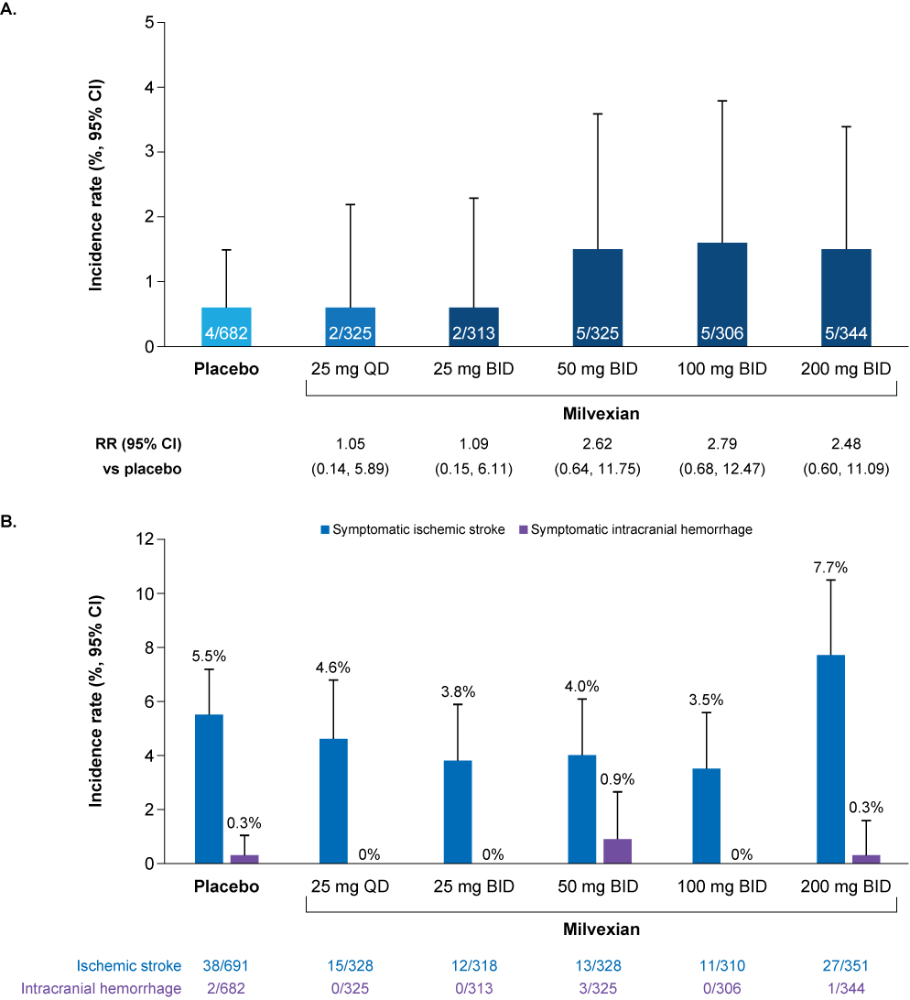 A.
Incidence rate (%, 95% CI)
5
4
3
2
1
0
4/682 2/325 2/313 5/325 5/306 5/344
Placebo 25 mg QD 25 mg BID 50 mg BID 100 mg BID 200 mg BID
Milvexian
RR (95% CI) 1.05 1.09 2.62 2.79 2.48
vs placebo (0.14, 5.89) (0.15, 6.11) (0.64, 11.75) (0.68, 12.47) (0.60, 11.09)
B.
Symptomatic ischemic stroke Symptomatic intracranial hemorrhage
Incidence rate (%, 95% CI)
12
10
8
6
4
2
0
5.5% 4.6% 3.8% 4.0% 3.5% 7.7%
0.3% 0% 0% 0.9% 0% 0.3%
Placebo 25 mg QD 25 mg BID 50 mg BID 100 mg BID 200 mg BID
Milvexian
Ischemic stroke 38/691 15/328 12/318 13/328 11/310 27/351
Intracranial hemorrhage 2/682 0/325 0/313 3/325 0/306 1/344